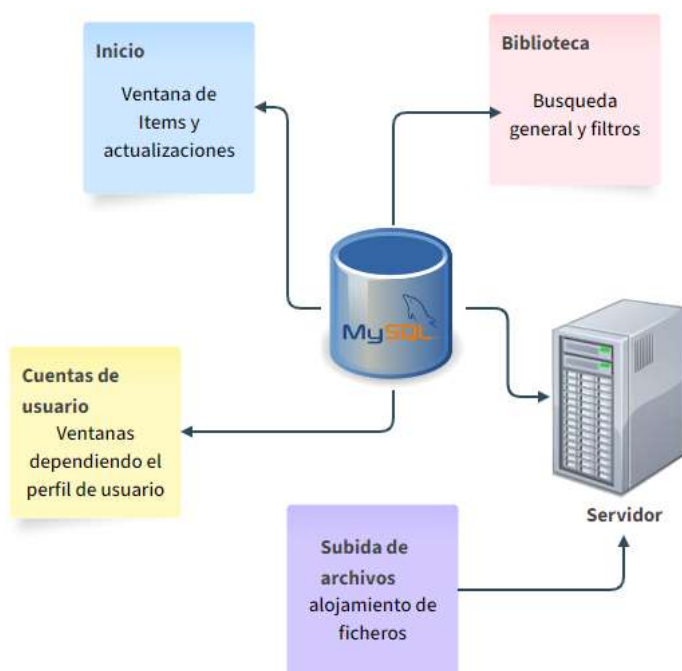 Inicio
Ventana de
Items y
actualizaciones
Biblioteca
Busqueda
general y filtros
MySQL
Cuentas de
usuario
Ventanas
dependiendo el
perfil de usuario
Servidor
Subida de
archivos
alojamiento de
ficheros